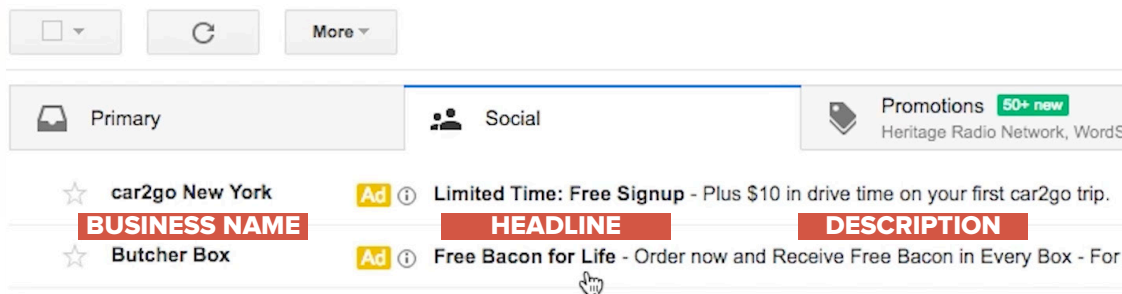 More
Primary
Social
Promotions 50+ new
Heritage Radio Network, WordS
car2go New York Ad Limited Time: Free Signup - Plus $10 in drive time on your first car2go trip.
BUSINESS NAME HEADLINE DESCRIPTION
Butcher Box Ad Free Bacon for Life - Order now and Receive Free Bacon in Every Box - For